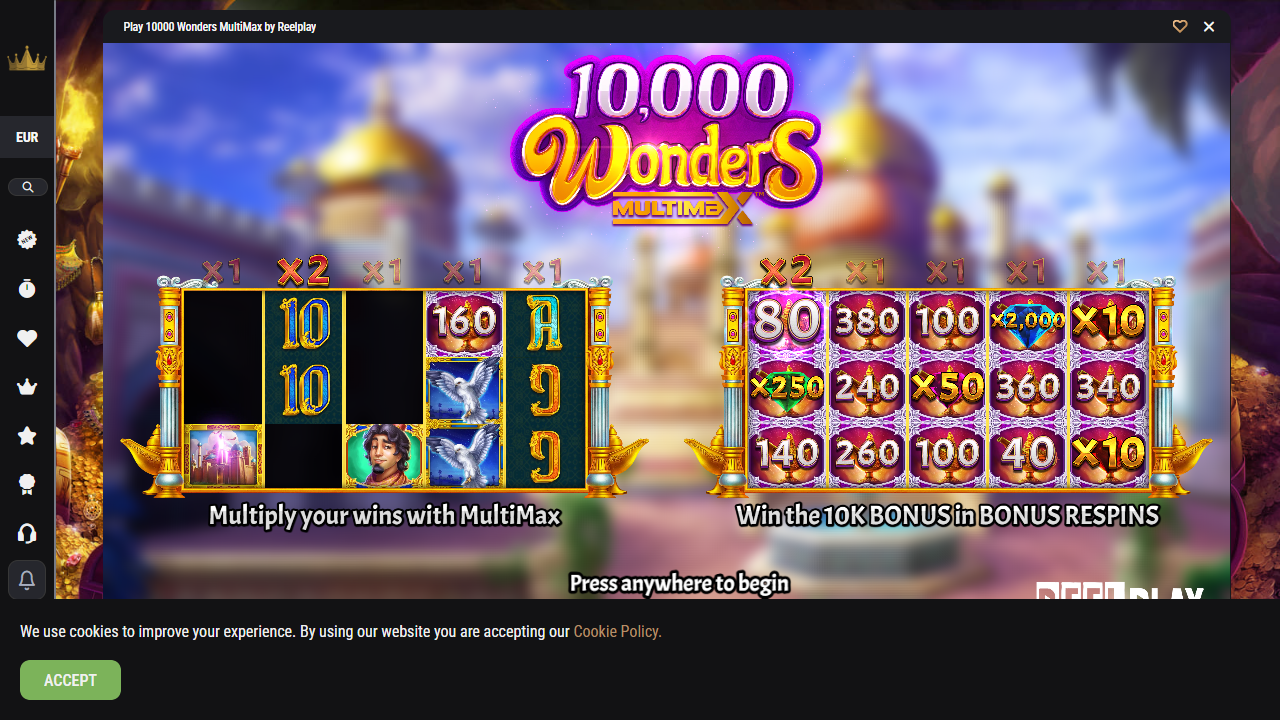 Play 10000 Wonders MultiMax by Reelplay
EUR
NEW
10,000
Wonders
MULTIMAX™
x1 x2 x1 x1 x1
x2 x1 x1 x1 x1
10 160 A
10 J
J
80 380 100 x2,000 x10
x250 240 x50 360 340
140 260 100 40 x10
Multiply your wins with MultiMax
Win the 10K BONUS in BONUS RESPINS
Press anywhere to begin
REELPLAY
We use cookies to improve your experience. By using our website you are accepting our Cookie Policy.
ACCEPT